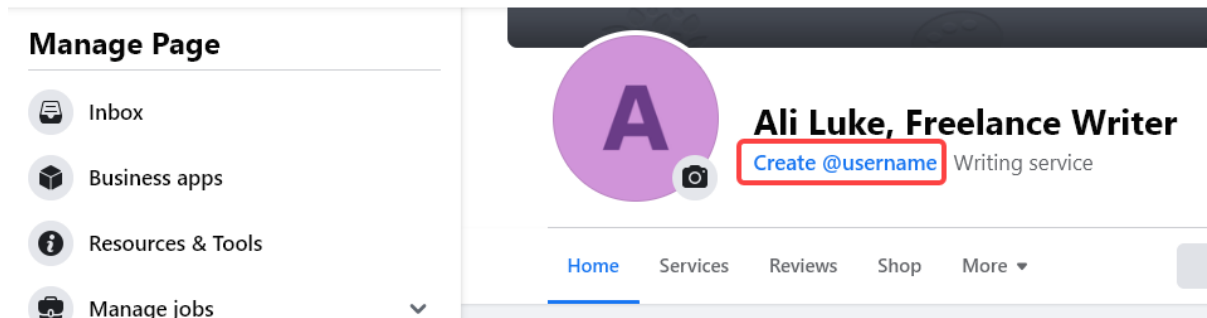 Manage Page
Inbox
Business apps
Resources & Tools
Manage jobs
A
Ali Luke, Freelance Writer
Create @username Writing service
Home Services Reviews Shop More